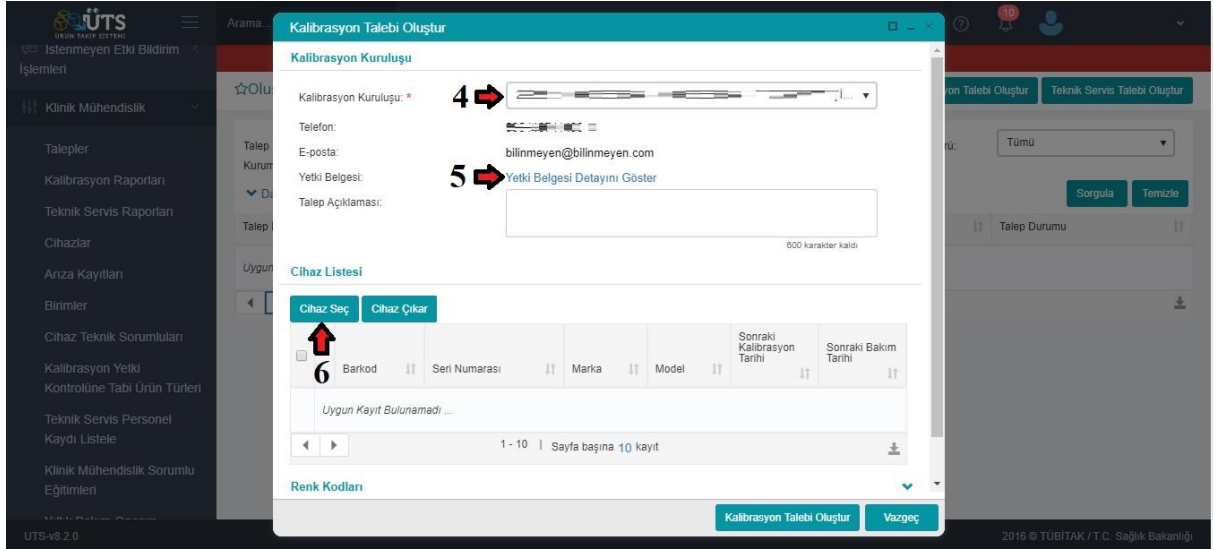 ÜTS
ÜRÜN TAKİP SİSTEMİ
Arama...
10
İstenmeyen Etki Bildirim
İşlemleri
Klinik Mühendislik
Talepler
Kalibrasyon Raporları
Teknik Servis Raporları
Cihazlar
Arıza Kayıtları
Birimler
Cihaz Teknik Sorumluları
Kalibrasyon Yetki
Kontrolüne Tabi Ürün Türleri
Teknik Servis Personel
Kaydı Listele
Klinik Mühendislik Sorumlu
Eğitimleri
UTS-v8.2.0
Talep
Kurum
Talep
Uygun
Kalibrasyon Talebi Oluştur
Kalibrasyon Kuruluşu
Kalibrasyon Kuruluşu: *
4
Telefon:
E-posta:
bilinmeyen@bilinmeyen.com
Yetki Belgesi:
5
Yetki Belgesi Detayını Göster
Talep Açıklaması:
600 karakter kaldı
Cihaz Listesi
Cihaz Seç
Cihaz Çıkar
6
Barkod
Seri Numarası
Marka
Model
Sonraki
Kalibrasyon
Tarihi
Sonraki Bakım
Tarihi
Uygun Kayıt Bulunamadı ...
1 - 10 | Sayfa başına 10 kayıt
Renk Kodları
Kalibrasyon Talebi Oluştur
Vazgeç
Talebi Oluştur
Teknik Servis Talebi Oluştur
Tümü
Sorgula
Temizle
Talep Durumu
2016 © TÜBİTAK / T.C. Sağlık Bakanlığı